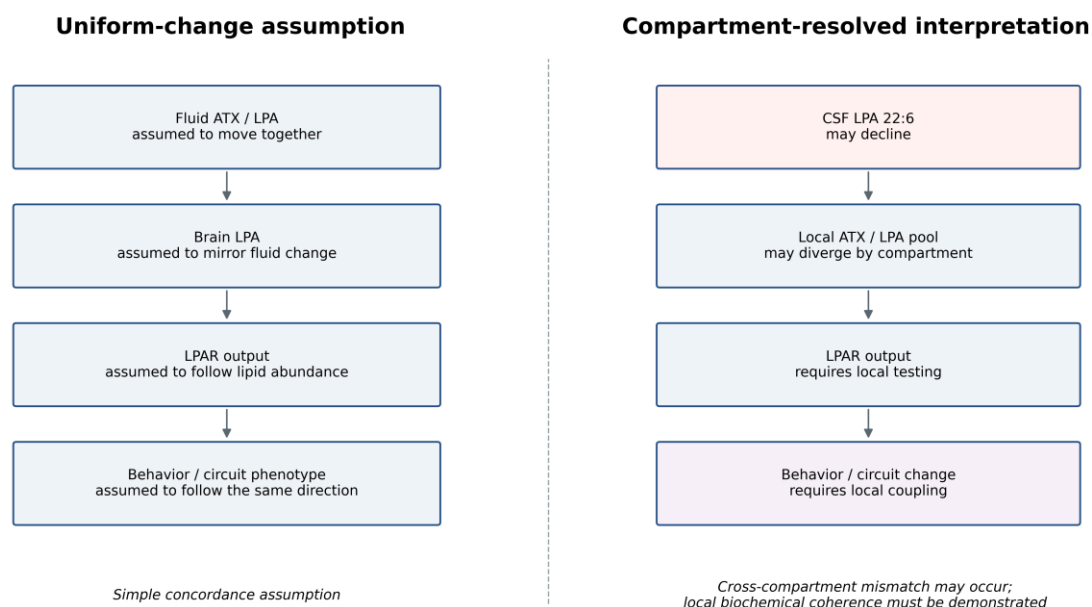 Uniform-change assumption
Fluid ATX / LPA
assumed to move together
Brain LPA
assumed to mirror fluid change
LPAR output
assumed to follow lipid abundance
Behavior / circuit phenotype
assumed to follow the same direction
Simple concordance assumption
Compartment-resolved interpretation
CSF LPA 22:6
may decline
Local ATX / LPA pool
may diverge by compartment
LPAR output
requires local testing
Behavior / circuit change
requires local coupling
Cross-compartment mismatch may occur;
local biochemical coherence must be demonstrated